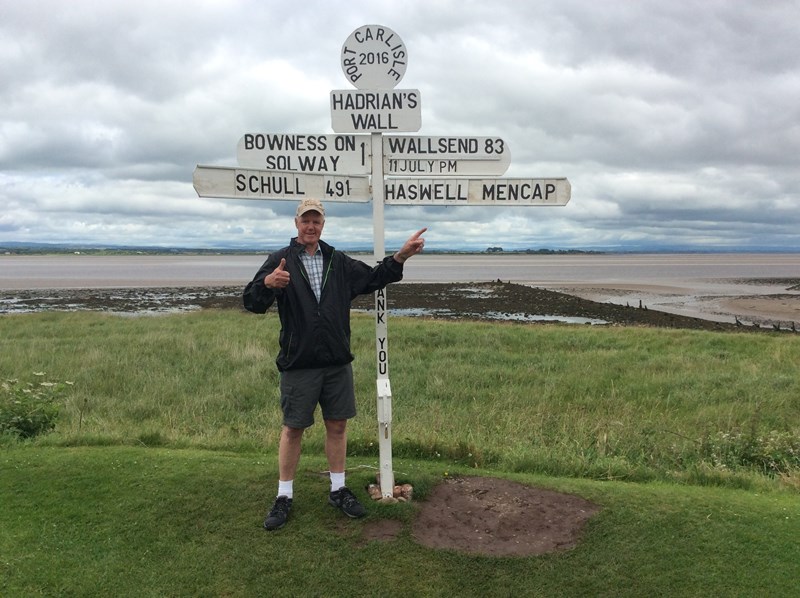 PORT CARLISLE
2016
HADRIAN'S
WALL
BOWNESS ON
SOLWAY 1
WALLSEND 83
11 JULY PM
SCHULL 491
HASWELL MENCAP
YOU